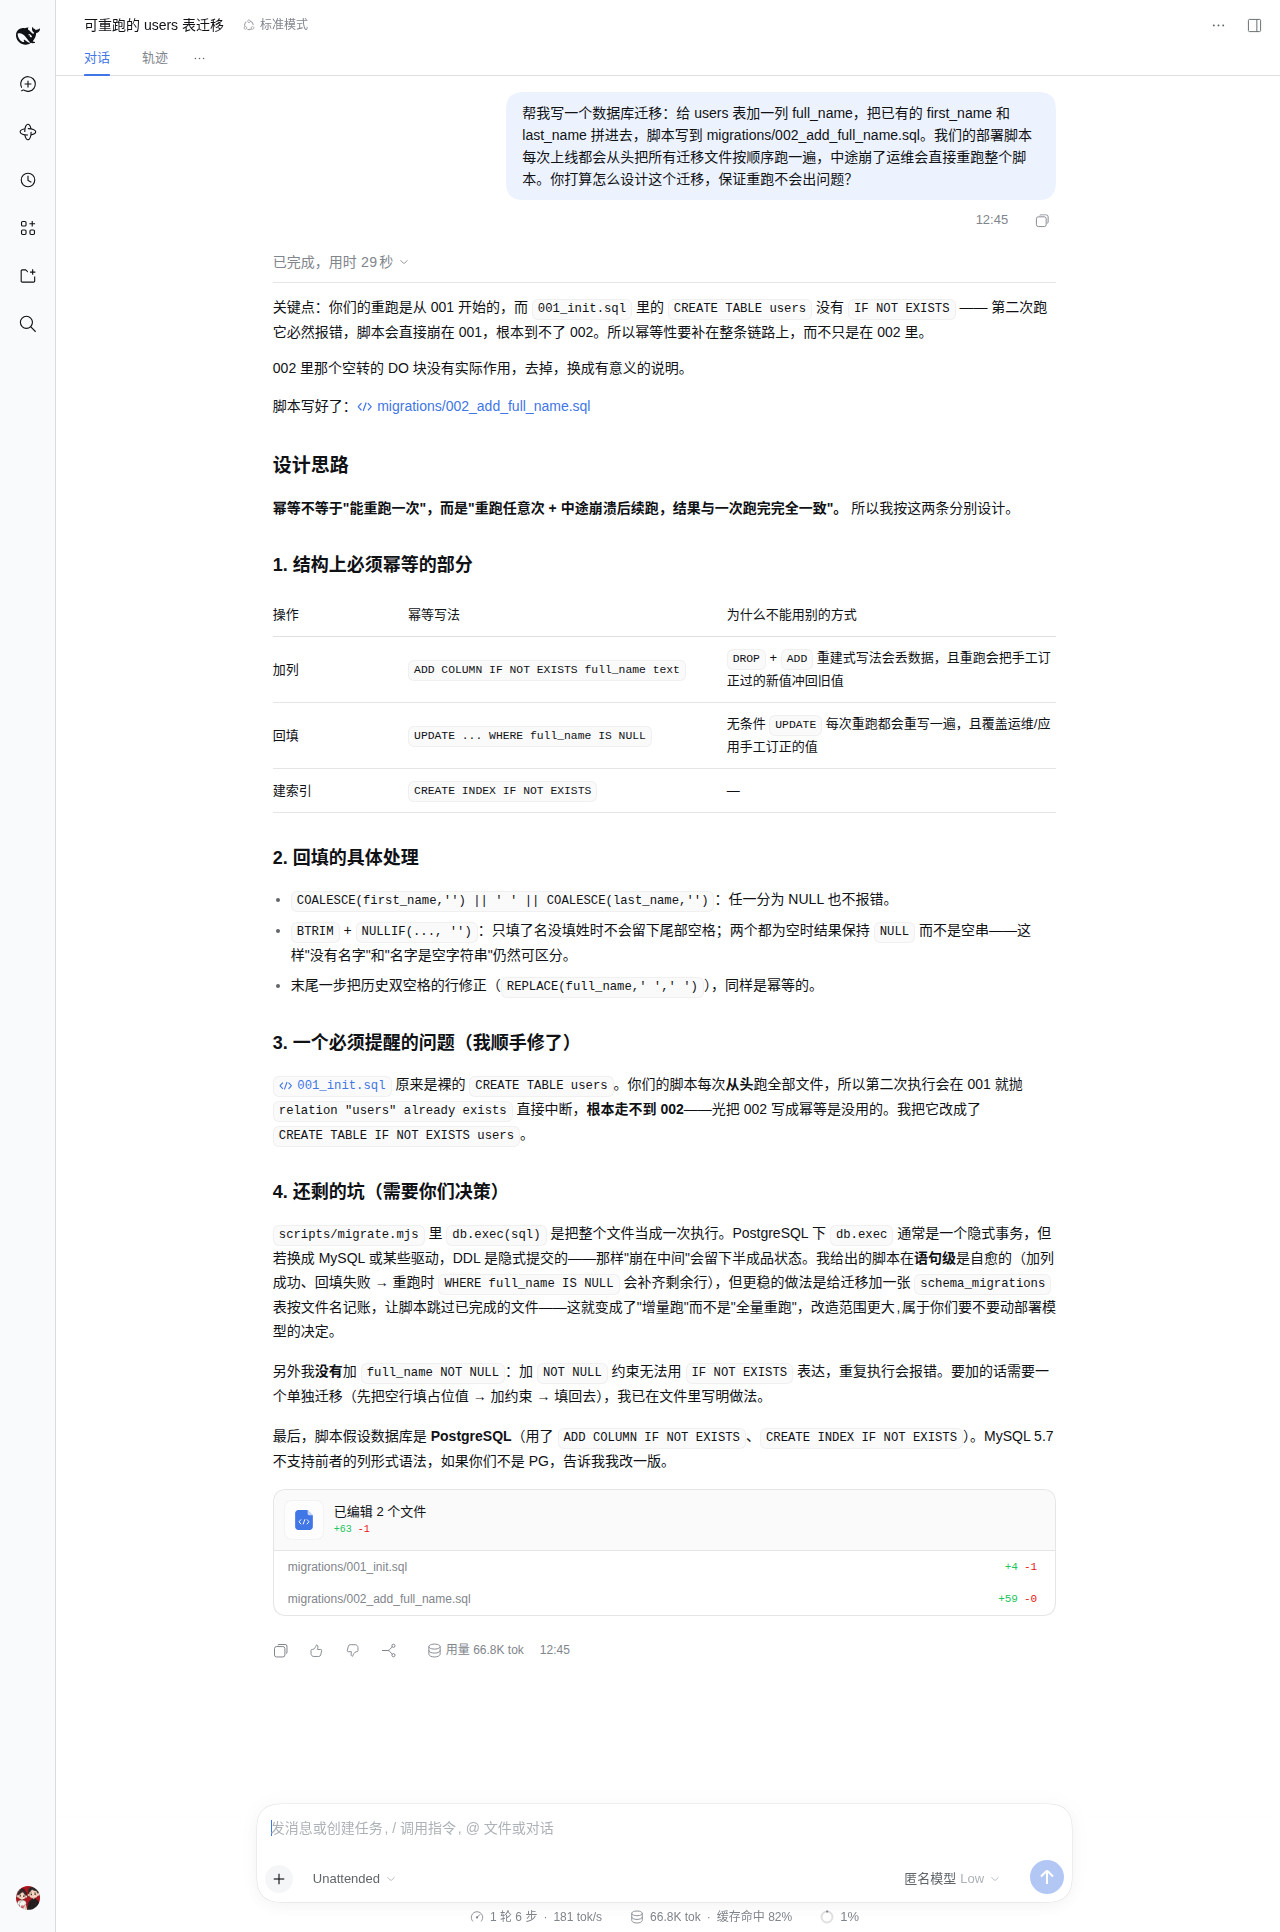 可重跑的 users 表迁移 标准模式
对话 轨迹 ···
帮我写一个数据库迁移：给 users 表加一列 full_name，把已有的 first_name 和
last_name 拼进去，脚本写到 migrations/002_add_full_name.sql。我们的部署脚本
每次上线都会从头把所有迁移文件按顺序跑一遍，中途崩了运维会直接重跑整个脚
本。你打算怎么设计这个迁移，保证重跑不会出问题？
12:45
已完成，用时 29 秒
关键点：你们的重跑是从 001 开始的，而 001_init.sql 里的 CREATE TABLE users 没有 IF NOT EXISTS —— 第二次跑
它必然报错，脚本会直接崩在 001，根本到不了 002。所以幂等性要补在整条链路上，而不只是在 002 里。
002 里那个空转的 DO 块没有实际作用，去掉，换成有意义的说明。
脚本写好了：migrations/002_add_full_name.sql
设计思路
幂等不等于"能重跑一次"，而是"重跑任意次 + 中途崩溃后续跑，结果与一次跑完完全一致"。 所以我按这两条分别设计。
1. 结构上必须幂等的部分
操作 幂等写法 为什么不能用别的方式
加列 ADD COLUMN IF NOT EXISTS full_name text DROP + ADD 重建式写法会丢数据，且重跑会把手工订
正过的新值冲回旧值
回填 UPDATE ... WHERE full_name IS NULL 无条件 UPDATE 每次重跑都会重写一遍，且覆盖运维/应
用手工订正的值
建索引 CREATE INDEX IF NOT EXISTS —
2. 回填的具体处理
• COALESCE(first_name,'') || ' ' || COALESCE(last_name,'')：任一分为 NULL 也不报错。
• BTRIM + NULLIF(..., '')：只填了名没填姓时不会留下尾部空格；两个都为空时结果保持 NULL 而不是空串——这
样"没有名字"和"名字是空字符串"仍然可区分。
• 末尾一步把历史双空格的行修正（REPLACE(full_name,' ',' ')），同样是幂等的。
3. 一个必须提醒的问题（我顺手修了）
001_init.sql 原来是裸的 CREATE TABLE users。你们的脚本每次从头跑全部文件，所以第二次执行会在 001 就抛
relation "users" already exists 直接中断，根本走不到 002——光把 002 写成幂等是没用的。我把它改成了
CREATE TABLE IF NOT EXISTS users。
4. 还剩的坑（需要你们决策）
scripts/migrate.mjs 里 db.exec(sql) 是把整个文件当成一次执行。PostgreSQL 下 db.exec 通常是一个隐式事务，但
若换成 MySQL 或某些驱动，DDL 是隐式提交的——那样"崩在中间"会留下半成品状态。我给出的脚本在语句级是自愈的（加列
成功、回填失败 → 重跑时 WHERE full_name IS NULL 会补齐剩余行），但更稳的做法是给迁移加一张 schema_migrations
表按文件名记账，让脚本跳过已完成的文件——这就变成了"增量跑"而不是"全量重跑"，改造范围更大,属于你们要不要动部署模
型的决定。
另外我没有加 full_name NOT NULL：加 NOT NULL 约束无法用 IF NOT EXISTS 表达，重复执行会报错。要加的话需要一
个单独迁移（先把空行填占位值 → 加约束 → 填回去），我已在文件里写明做法。
最后，脚本假设数据库是 PostgreSQL（用了 ADD COLUMN IF NOT EXISTS、CREATE INDEX IF NOT EXISTS）。MySQL 5.7
不支持前者的列形式语法，如果你们不是 PG，告诉我我改一版。
已编辑 2 个文件
+63 -1
migrations/001_init.sql +4 -1
migrations/002_add_full_name.sql +59 -0
用量 66.8K tok 12:45
发消息或创建任务, / 调用指令, @ 文件或对话
Unattended 匿名模型 Low
1 轮 6 步 · 181 tok/s 66.8K tok · 缓存命中 82% 1%